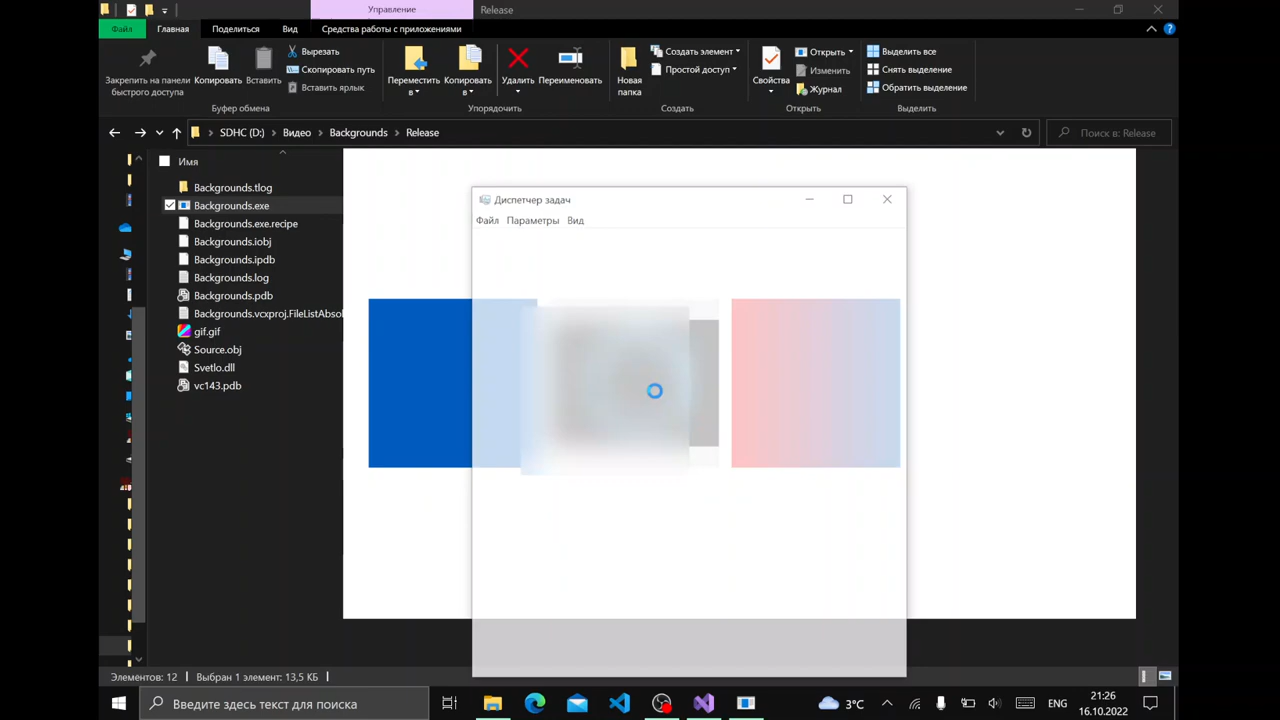 Управление
Release
Файл
Главная
Поделиться
Вид
Средства работы с приложениями
Закрепить на панели
быстрого доступа
Копировать
Вставить
Вырезать
Скопировать путь
Вставить ярлык
Буфер обмена
Переместить
в
Копировать
в
Удалить
Переименовать
Упорядочить
Новая
папка
Создать элемент
Простой доступ
Создать
Свойства
Открыть
Изменить
Журнал
Открыть
Выделить все
Снять выделение
Обратить выделение
Выделить
SDHC (D:)
Видео
Backgrounds
Release
Поиск в: Release
Имя
Backgrounds.tlog
Backgrounds.exe
Backgrounds.exe.recipe
Backgrounds.iobj
Backgrounds.ipdb
Backgrounds.log
Backgrounds.pdb
Backgrounds.vcxproj.FileListAbsol
gif.gif
Source.obj
Svetlo.dll
vc143.pdb
Диспетчер задач
Файл
Параметры
Вид
Элементов: 12
Выбран 1 элемент: 13,5 КБ
Введите здесь текст для поиска
3°C
ENG
21:26
16.10.2022